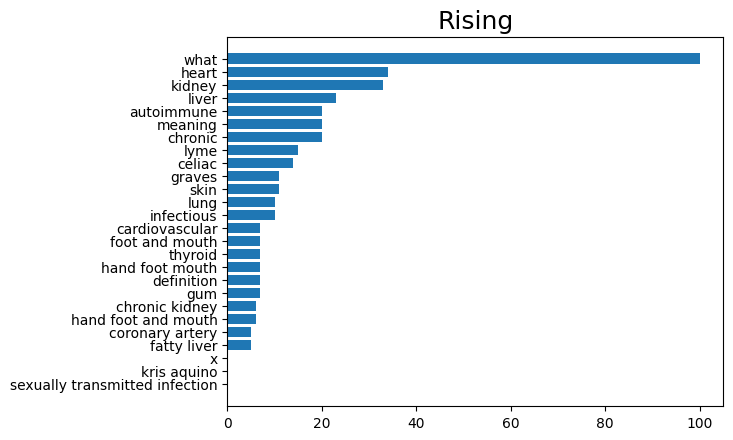 Rising
what
heart
kidney
liver
autoimmune
meaning
chronic
lyme
celiac
graves
skin
lung
infectious
cardiovascular
foot and mouth
thyroid
hand foot mouth
definition
gum
chronic kidney
hand foot and mouth
coronary artery
fatty liver
x
kris aquino
sexually transmitted infection
0 20 40 60 80 100